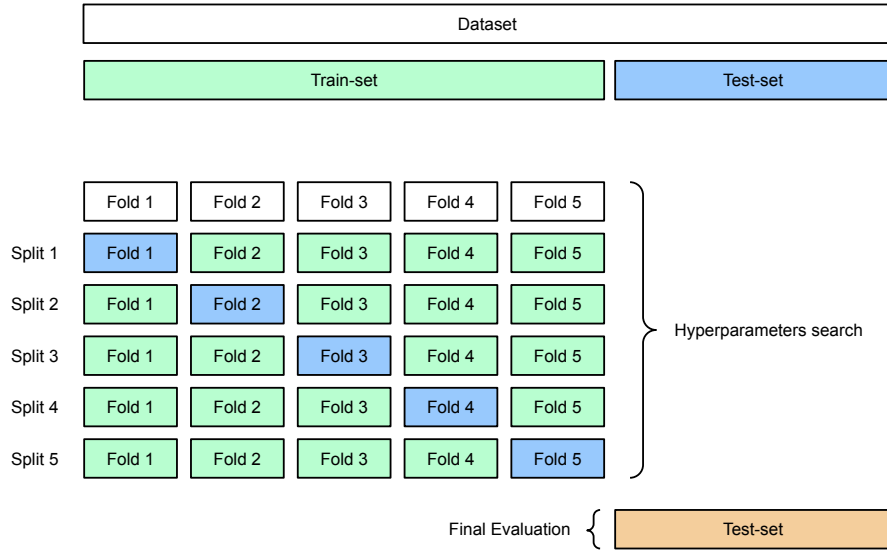 Dataset
Train-set Test-set
Fold 1 Fold 2 Fold 3 Fold 4 Fold 5
Split 1 Fold 1 Fold 2 Fold 3 Fold 4 Fold 5
Split 2 Fold 1 Fold 2 Fold 3 Fold 4 Fold 5
Hyperparameters search
Split 3 Fold 1 Fold 2 Fold 3 Fold 4 Fold 5
Split 4 Fold 1 Fold 2 Fold 3 Fold 4 Fold 5
Split 5 Fold 1 Fold 2 Fold 3 Fold 4 Fold 5
Final Evaluation Test-set